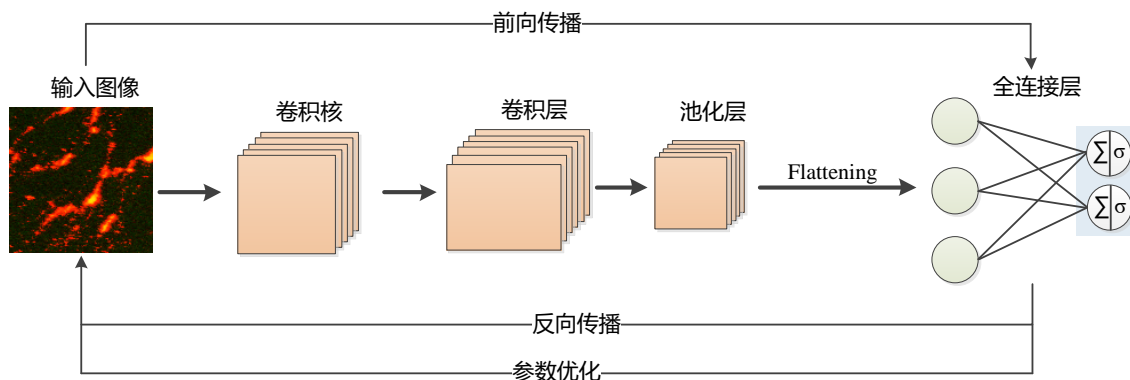 前向传播
输入图像
卷积核
卷积层
池化层
全连接层
Flattening
∑ σ
∑ σ
反向传播
参数优化